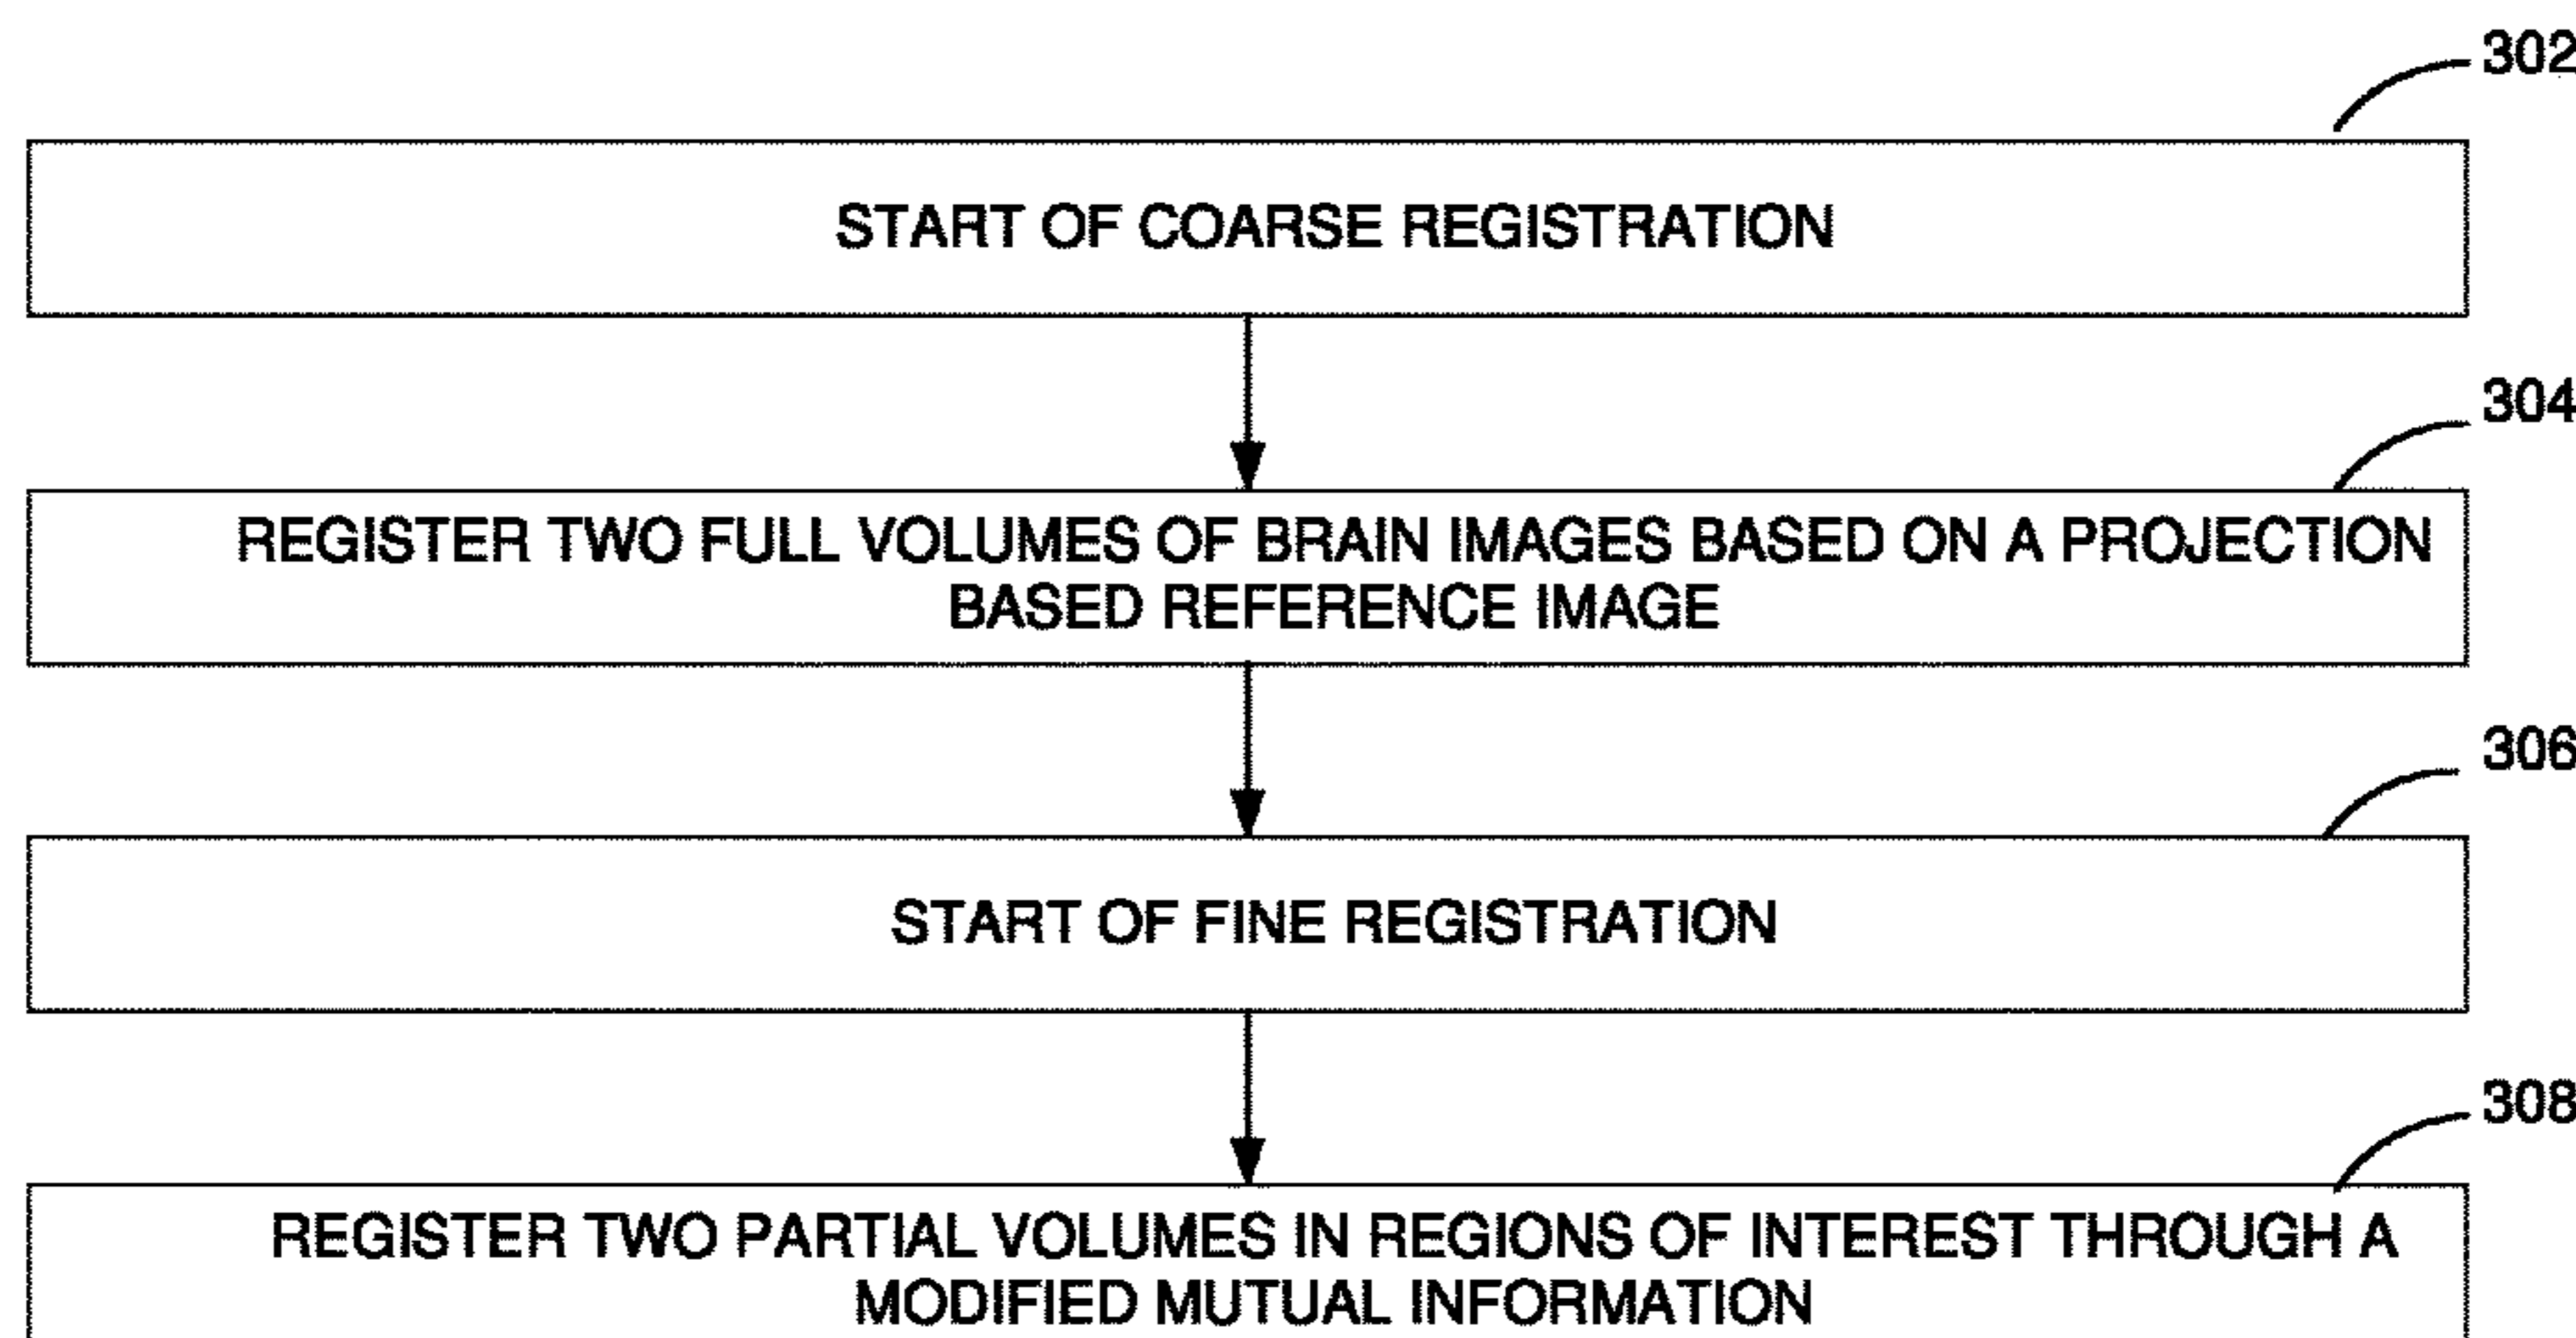 302
START OF COARSE REGISTRATION
304
REGISTER TWO FULL VOLUMES OF BRAIN IMAGES BASED ON A PROJECTION
BASED REFERENCE IMAGE
306
START OF FINE REGISTRATION
308
REGISTER TWO PARTIAL VOLUMES IN REGIONS OF INTEREST THROUGH A
MODIFIED MUTUAL INFORMATION